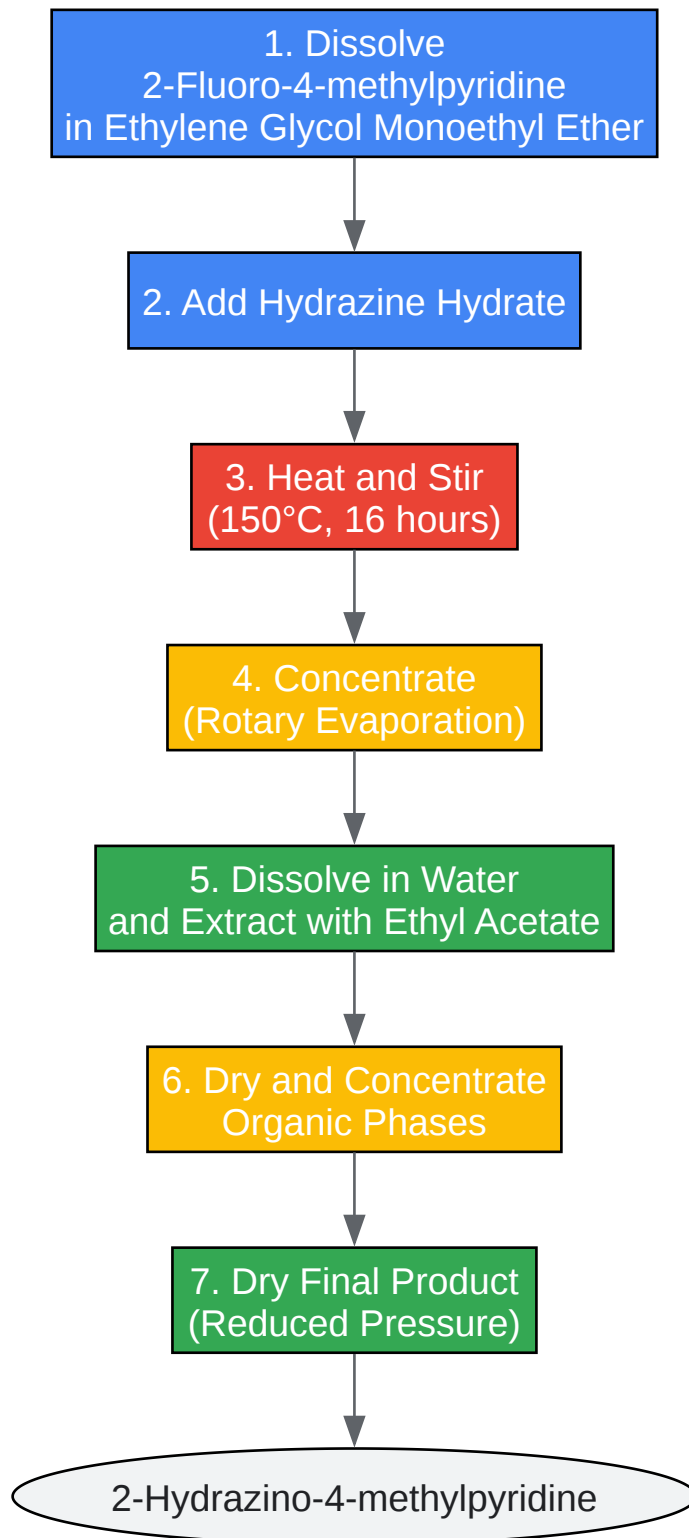 1. Dissolve
2-Fluoro-4-methylpyridine
in Ethylene Glycol Monoethyl Ether
2. Add Hydrazine Hydrate
3. Heat and Stir
(150°C, 16 hours)
4. Concentrate
(Rotary Evaporation)
5. Dissolve in Water
and Extract with Ethyl Acetate
6. Dry and Concentrate
Organic Phases
7. Dry Final Product
(Reduced Pressure)
2-Hydrazino-4-methylpyridine